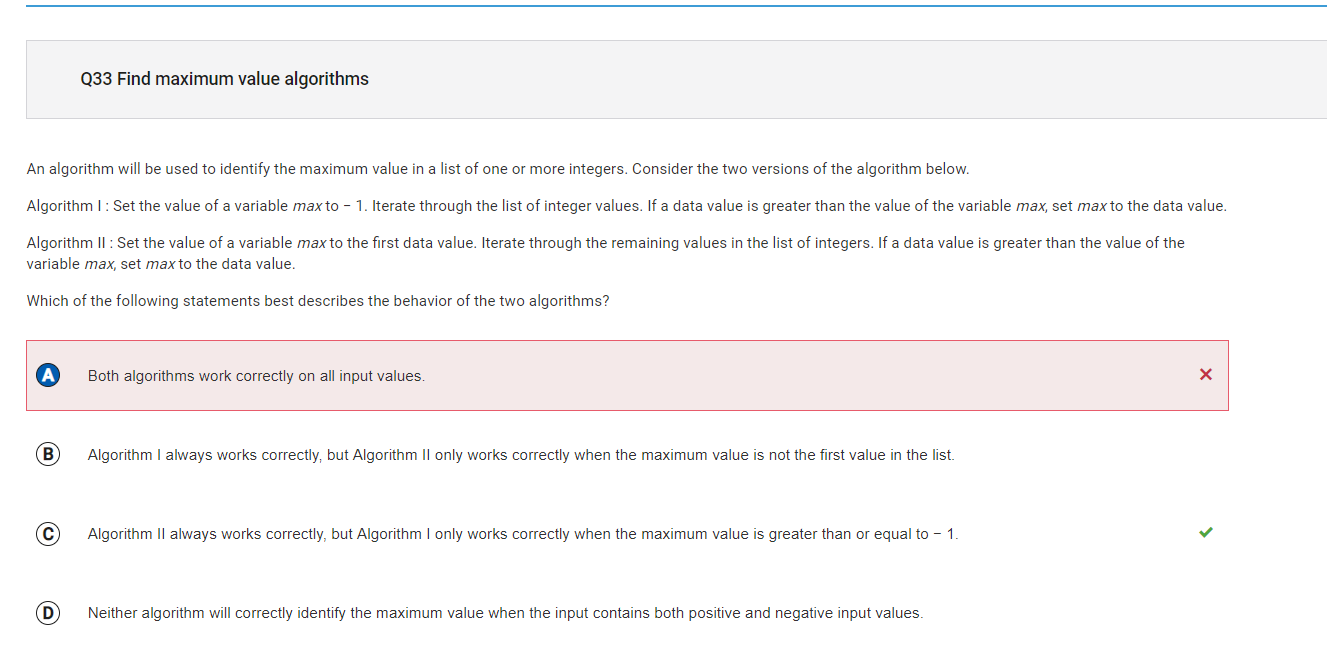 Q33 Find maximum value algorithms
An algorithm will be used to identify the maximum value in a list of one or more integers. Consider the two versions of the algorithm below.
Algorithm I : Set the value of a variable max to − 1. Iterate through the list of integer values. If a data value is greater than the value of the variable max, set max to the data value.
Algorithm II : Set the value of a variable max to the first data value. Iterate through the remaining values in the list of integers. If a data value is greater than the value of the
variable max, set max to the data value.
Which of the following statements best describes the behavior of the two algorithms?
A Both algorithms work correctly on all input values.
B Algorithm I always works correctly, but Algorithm II only works correctly when the maximum value is not the first value in the list.
C Algorithm II always works correctly, but Algorithm I only works correctly when the maximum value is greater than or equal to − 1.
D Neither algorithm will correctly identify the maximum value when the input contains both positive and negative input values.